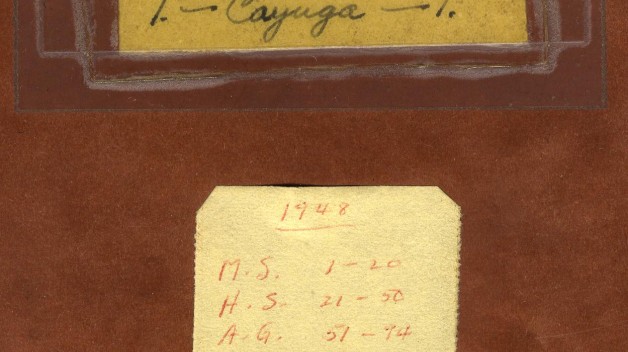 1. — Cayuga — 1.
1948
M.S. 1-20
H.S. 21-50
A.G. 51-74